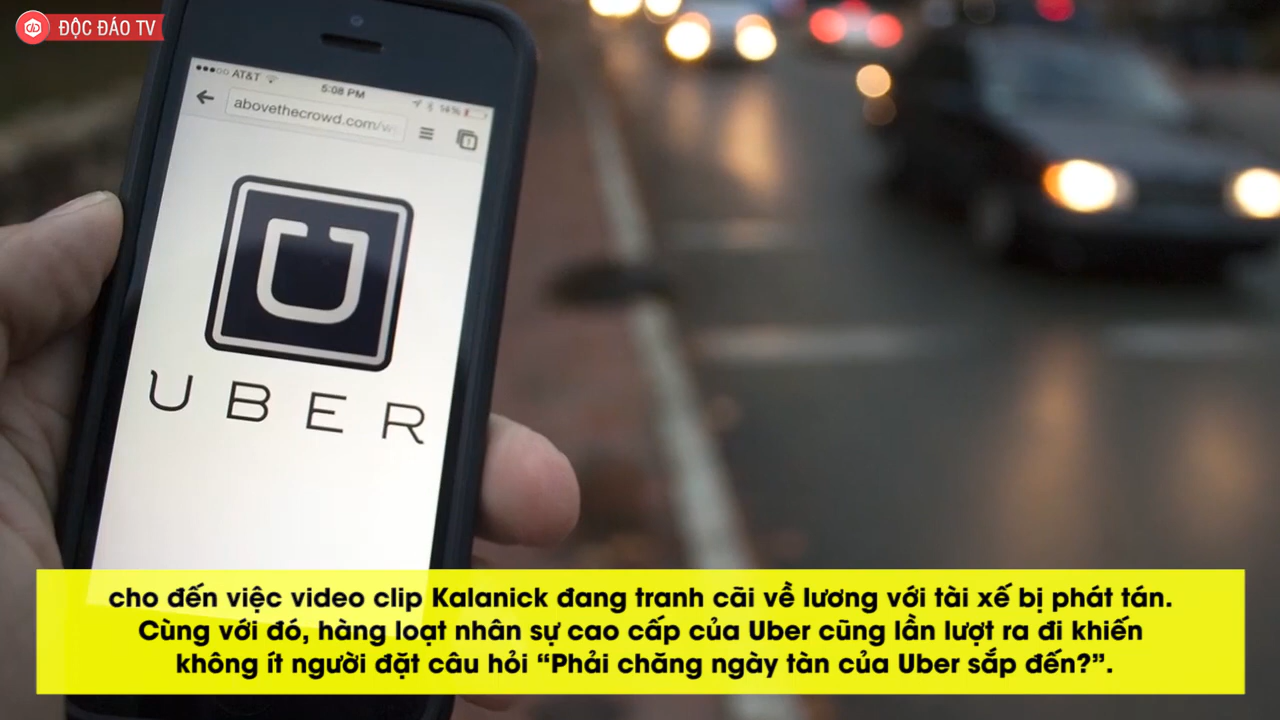 ĐỘC ĐÁO TV
AT&T
5:08 PM
14%
abovethecrowd.com/w
UBER
cho đến việc video clip Kalanick đang tranh cãi về lương với tài xế bị phát tán.
Cùng với đó, hàng loạt nhân sự cao cấp của Uber cũng lần lượt ra đi khiến
không ít người đặt câu hỏi “Phải chăng ngày tàn của Uber sắp đến?”.